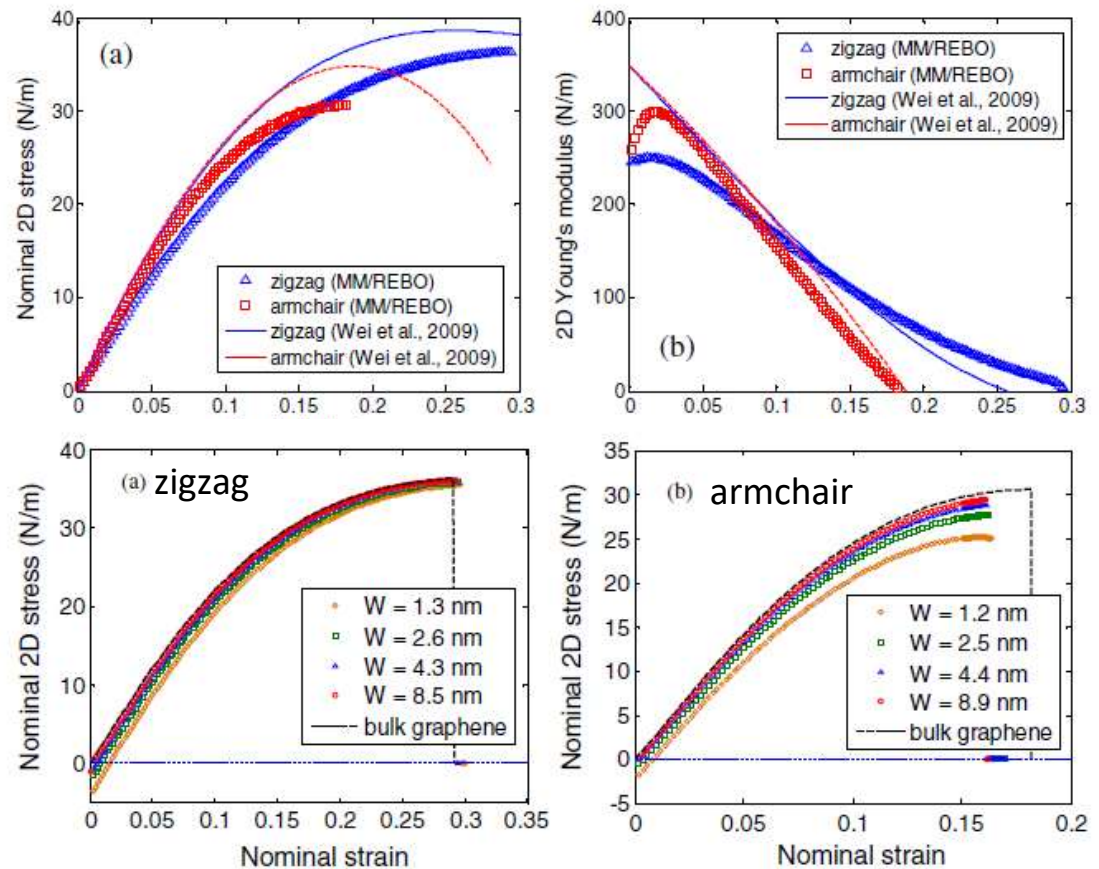 (a)
Nominal 2D stress (N/m)
40
30
20
10
0
zigzag (MM/REBO)
armchair (MM/REBO)
zigzag (Wei et al., 2009)
armchair (Wei et al., 2009)
0 0.05 0.1 0.15 0.2 0.25 0.3
(b)
2D Young's modulus (N/m)
400
300
200
100
0
zigzag (MM/REBO)
armchair (MM/REBO)
zigzag (Wei et al., 2009)
armchair (Wei et al., 2009)
0 0.05 0.1 0.15 0.2 0.25 0.3
(a) zigzag
Nominal 2D stress (N/m)
40
30
20
10
0
W = 1.3 nm
W = 2.6 nm
W = 4.3 nm
W = 8.5 nm
bulk graphene
0 0.05 0.1 0.15 0.2 0.25 0.3 0.35
Nominal strain
(b) armchair
Nominal 2D stress (N/m)
35
30
25
20
15
10
5
0
-5
W = 1.2 nm
W = 2.5 nm
W = 4.4 nm
W = 8.9 nm
bulk graphene
0 0.05 0.1 0.15 0.2
Nominal strain